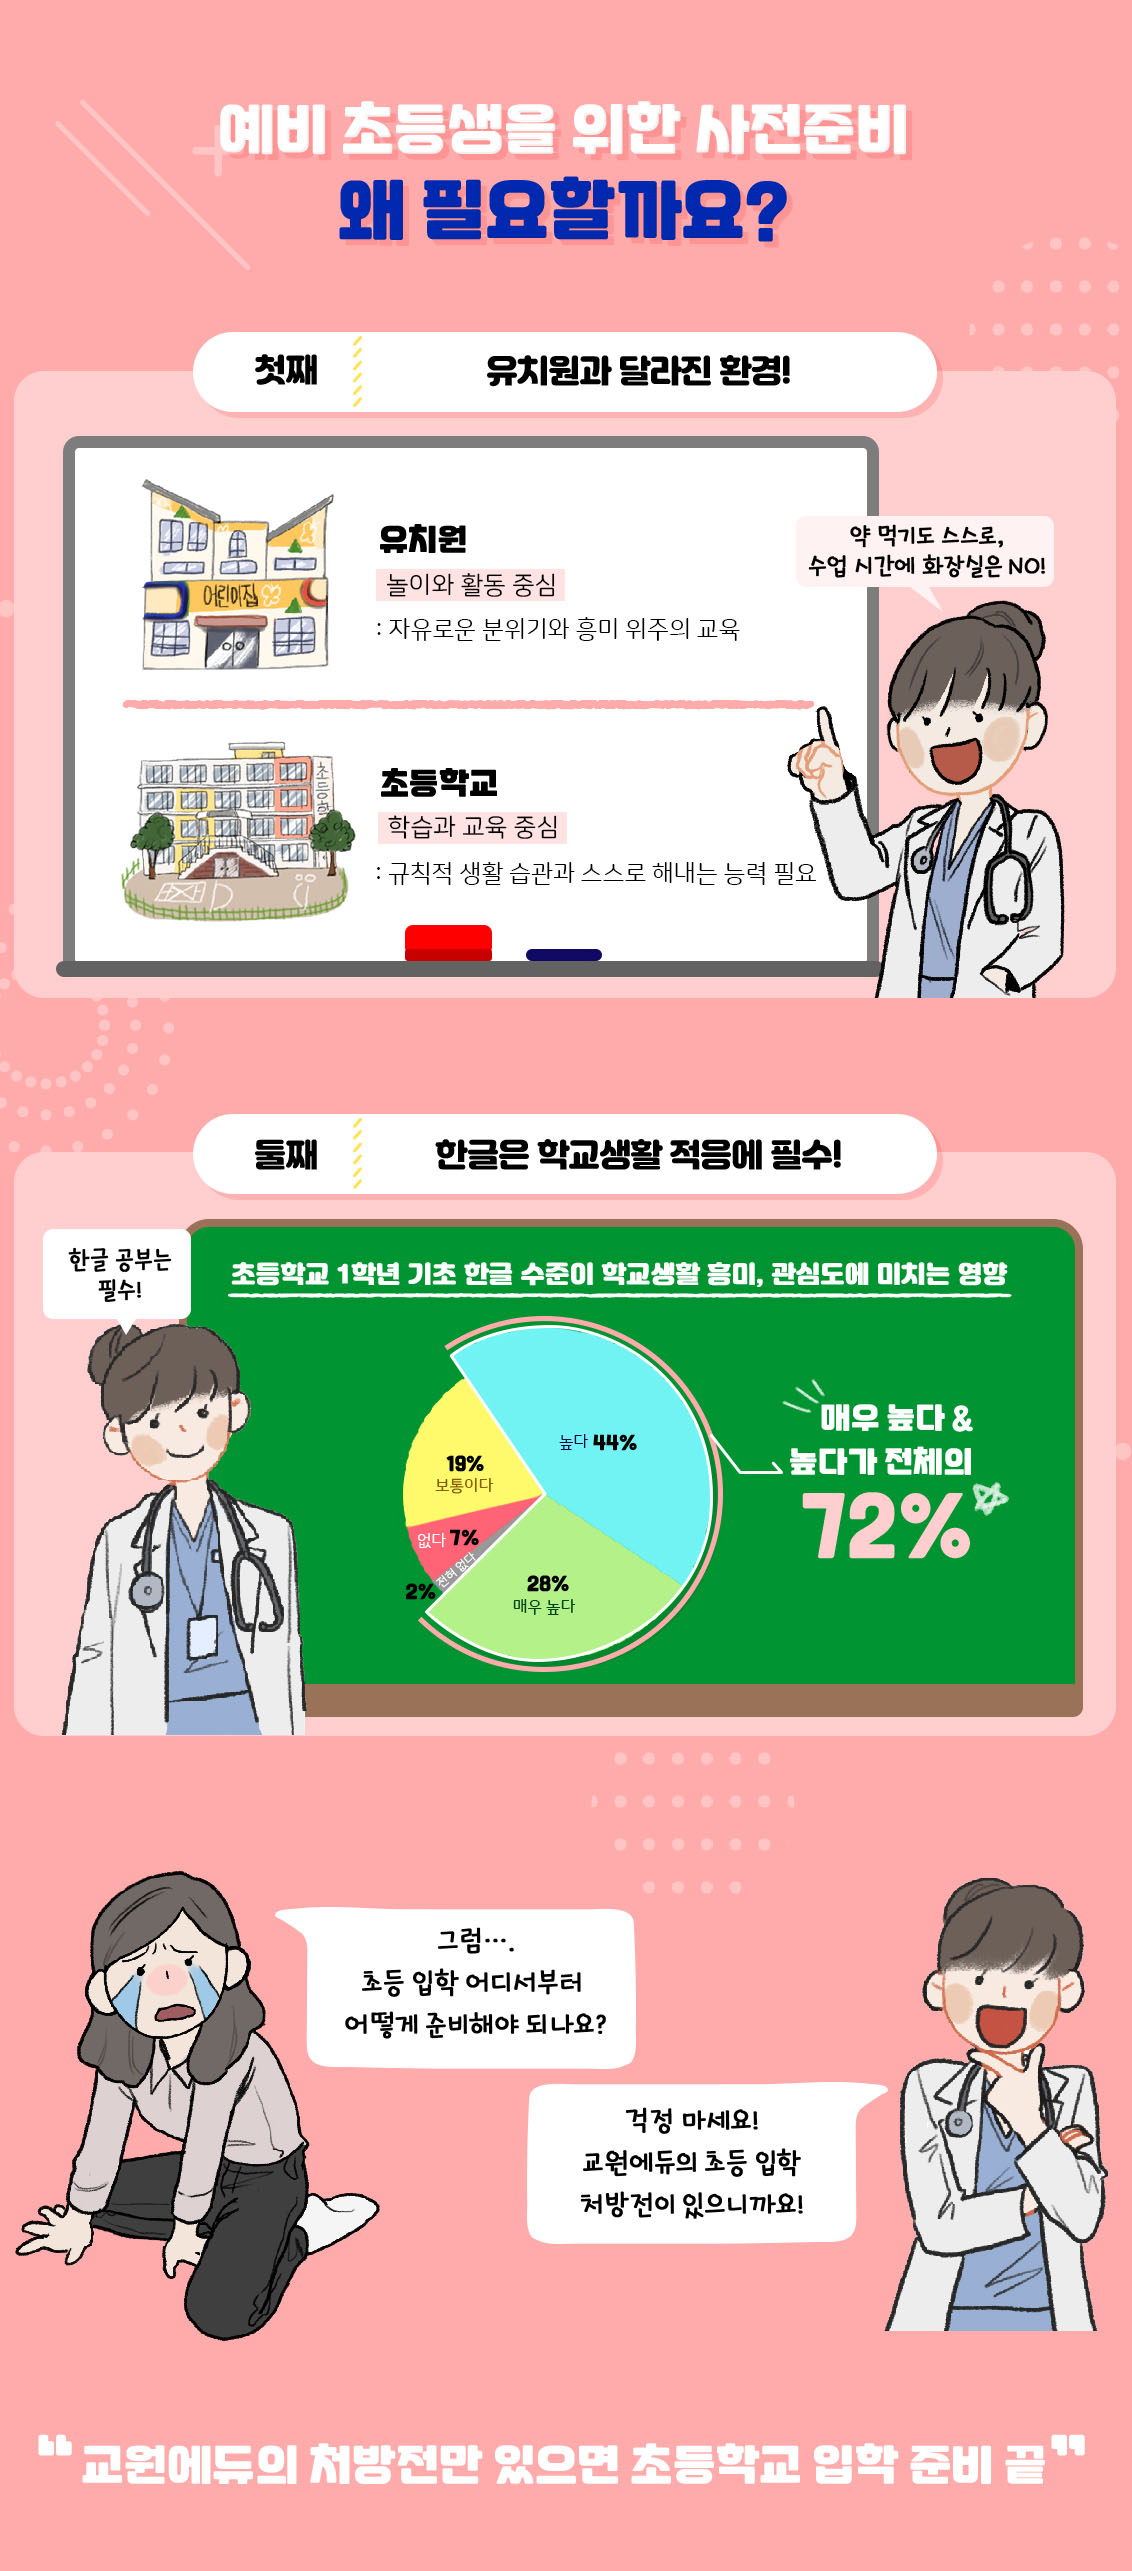 예비 초등생을 위한 사전준비
왜 필요할까요?
첫째
유치원과 달라진 환경!
어린이집
유치원
놀이와 활동 중심
: 자유로운 분위기와 흥미 위주의 교육
약 먹기도 스스로,
수업 시간에 화장실은 NO!
초등학
초등학교
학습과 교육 중심
: 규칙적 생활 습관과 스스로 해내는 능력 필요
둘째
한글은 학교생활 적응에 필수!
한글 공부는
필수!
초등학교 1학년 기초 한글 수준이 학교생활 흥미, 관심도에 미치는 영향
높다 44%
19%
보통이다
없다 7%
전혀 없다
2%
28%
매우 높다
매우 높다 &
높다가 전체의
72%
그럼….
초등 입학 어디서부터
어떻게 준비해야 되나요?
걱정 마세요!
교원에듀의 초등 입학
처방전이 있으니까요!
“ 교원에듀의 처방전만 있으면 초등학교 입학 준비 끝 ”